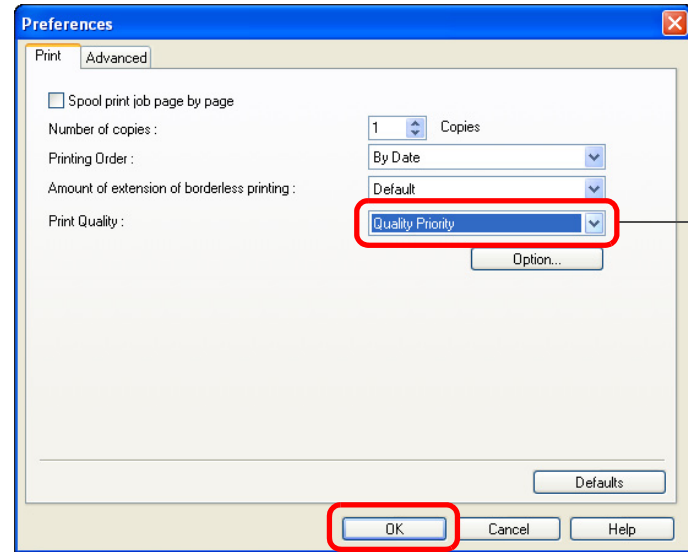 Preferences
Print Advanced
Spool print job page by page
Number of copies : 1 Copies
Printing Order : By Date
Amount of extension of borderless printing : Default
Print Quality : Quality Priority
Option...
Defaults
OK Cancel Help